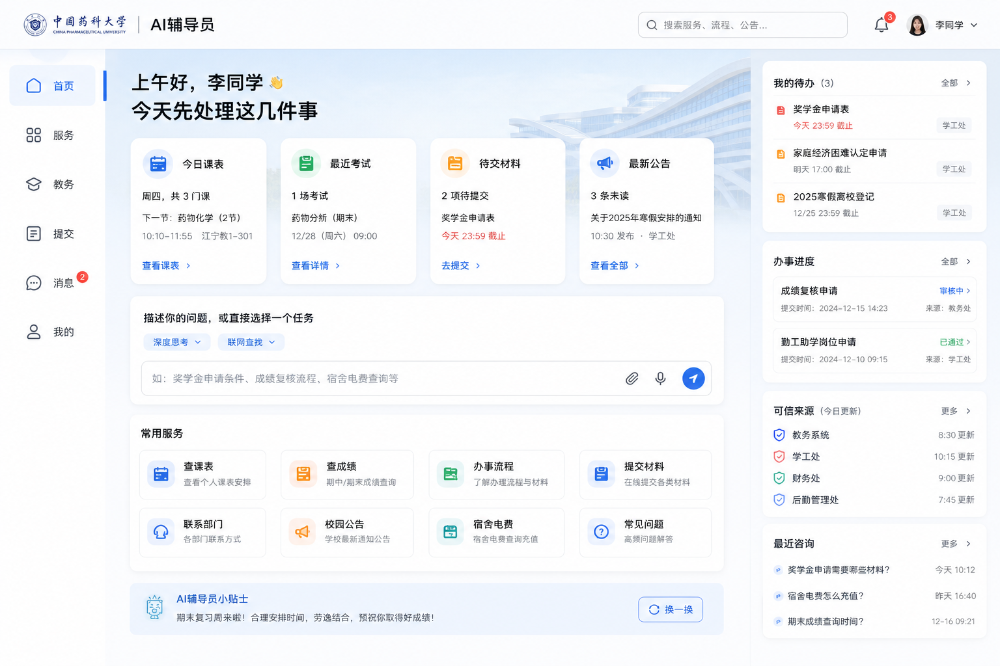 中国药科大学
CHINA PHARMACEUTICAL UNIVERSITY
AI辅导员
搜索服务、流程、公告...
3
李同学
首页
服务
教务
提交
消息
2
我的
上午好，李同学 👋
今天先处理这几件事
今日课表
周四，共 3 门课
下一节：药物化学（2节）
10:10–11:55 江宁教1-301
查看课表
最近考试
1 场考试
药物分析（期末）
12/28（周六） 09:00
查看详情
待交材料
2 项待提交
奖学金申请表
今天 23:59 截止
去提交
最新公告
3 条未读
关于2025年寒假安排的通知
10:30 发布 · 学工处
查看全部
描述你的问题，或直接选择一个任务
深度思考
联网查找
如：奖学金申请条件、成绩复核流程，宿舍电费查询等
常用服务
查课表
查看个人课表安排
查成绩
期中/期末成绩查询
办事流程
了解办理流程与材料
提交材料
在线提交各类材料
联系部门
各部门联系方式
校园公告
学校最新通知公告
宿舍电费
宿舍电费查询充值
常见问题
高频问题解答
AI辅导员小贴士
期末复习周来啦！合理安排时间，劳逸结合，预祝你取得好成绩！
换一换
我的待办（3）
全部
奖学金申请表
今天 23:59 截止
学工处
家庭经济困难认定申请
明天 17:00 截止
学工处
2025寒假离校登记
12/25 23:59 截止
学工处
办事进度
全部
成绩复核申请
审核中
提交时间：2024-12-15 14:23
来源：教务处
勤工助学岗位申请
已通过
提交时间：2024-12-10 09:15
来源：学工处
可信来源（今日更新）
更多
教务系统
8:30 更新
学工处
10:15 更新
财务处
9:00 更新
后勤管理处
7:45 更新
最近咨询
更多
奖学金申请需要哪些材料？
今天 10:12
宿舍电费怎么充值？
昨天 16:40
期末成绩查询时间？
12-16 09:21